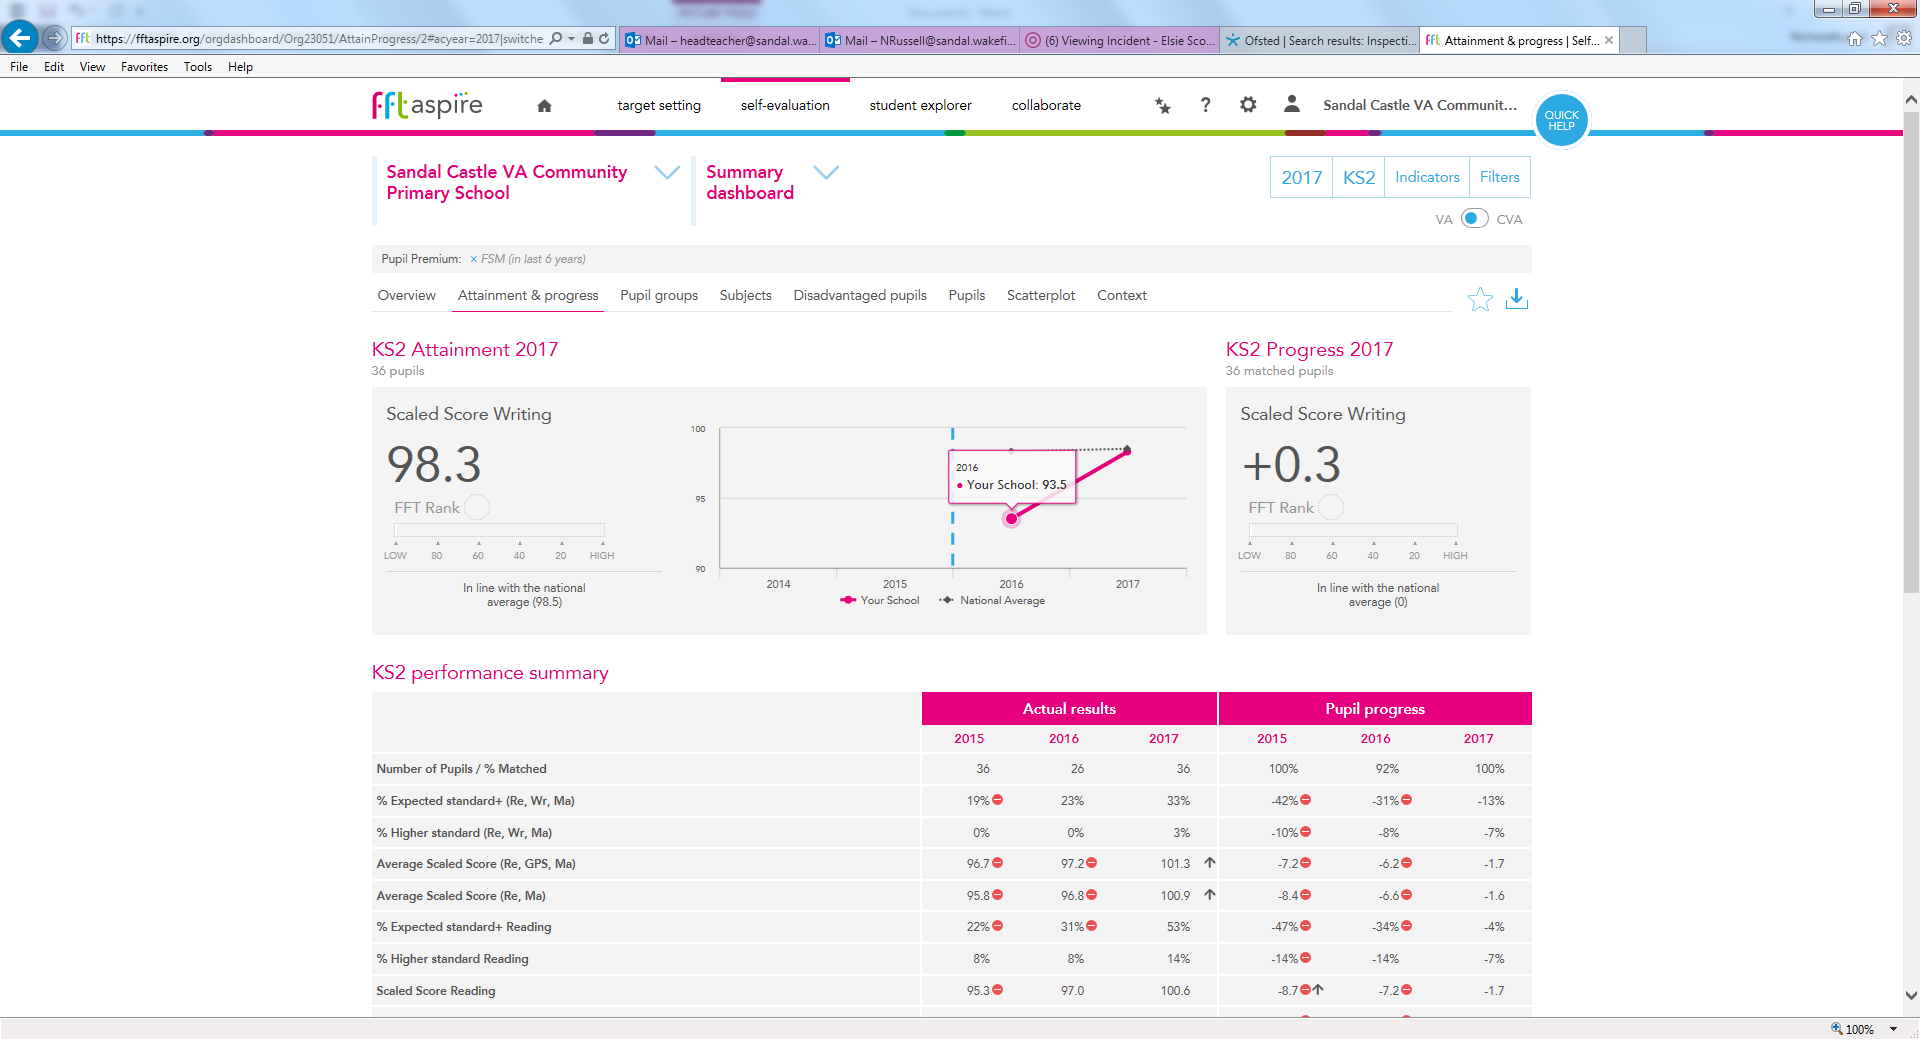 https://fftaspire.org/orgdashboard/Org23051/AttainProgress/2#acyear=2017|switche
Mail – headteacher@sandal.wa...
Mail – NRussell@sandal.wakefi...
(6) Viewing Incident - Elsie Sco...
Ofsted | Search results: Inspecti...
Attainment & progress | Self...
File Edit View Favorites Tools Help
fft aspire
target setting
self-evaluation
student explorer
collaborate
?
Sandal Castle VA Communit...
QUICK
HELP
Sandal Castle VA Community
Primary School
Summary
dashboard
2017 KS2 Indicators Filters
VA CVA
Pupil Premium: × FSM (in last 6 years)
Overview Attainment & progress Pupil groups Subjects Disadvantaged pupils Pupils Scatterplot Context
KS2 Attainment 2017
36 pupils
Scaled Score Writing
98.3
FFT Rank
LOW 80 60 40 20 HIGH
In line with the national
average (98.5)
100
95
90
2016
Your School: 93.5
2014 2015 2016 2017
Your School National Average
KS2 Progress 2017
36 matched pupils
Scaled Score Writing
+0.3
FFT Rank
LOW 80 60 40 20 HIGH
In line with the national
average (0)
KS2 performance summary
Actual results Pupil progress
2015 2016 2017 2015 2016 2017
Number of Pupils / % Matched 36 26 36 100% 92% 100%
% Expected standard+ (Re, Wr, Ma) 19% 23% 33% -42% -31% -13%
% Higher standard (Re, Wr, Ma) 0% 0% 3% -10% -8% -7%
Average Scaled Score (Re, GPS, Ma) 96.7 97.2 101.3 -7.2 -6.2 -1.7
Average Scaled Score (Re, Ma) 95.8 96.8 100.9 -8.4 -6.6 -1.6
% Expected standard+ Reading 22% 31% 53% -47% -34% -4%
% Higher standard Reading 8% 8% 14% -14% -14% -7%
Scaled Score Reading 95.3 97.0 100.6 -8.7 -7.2 -1.7
100%